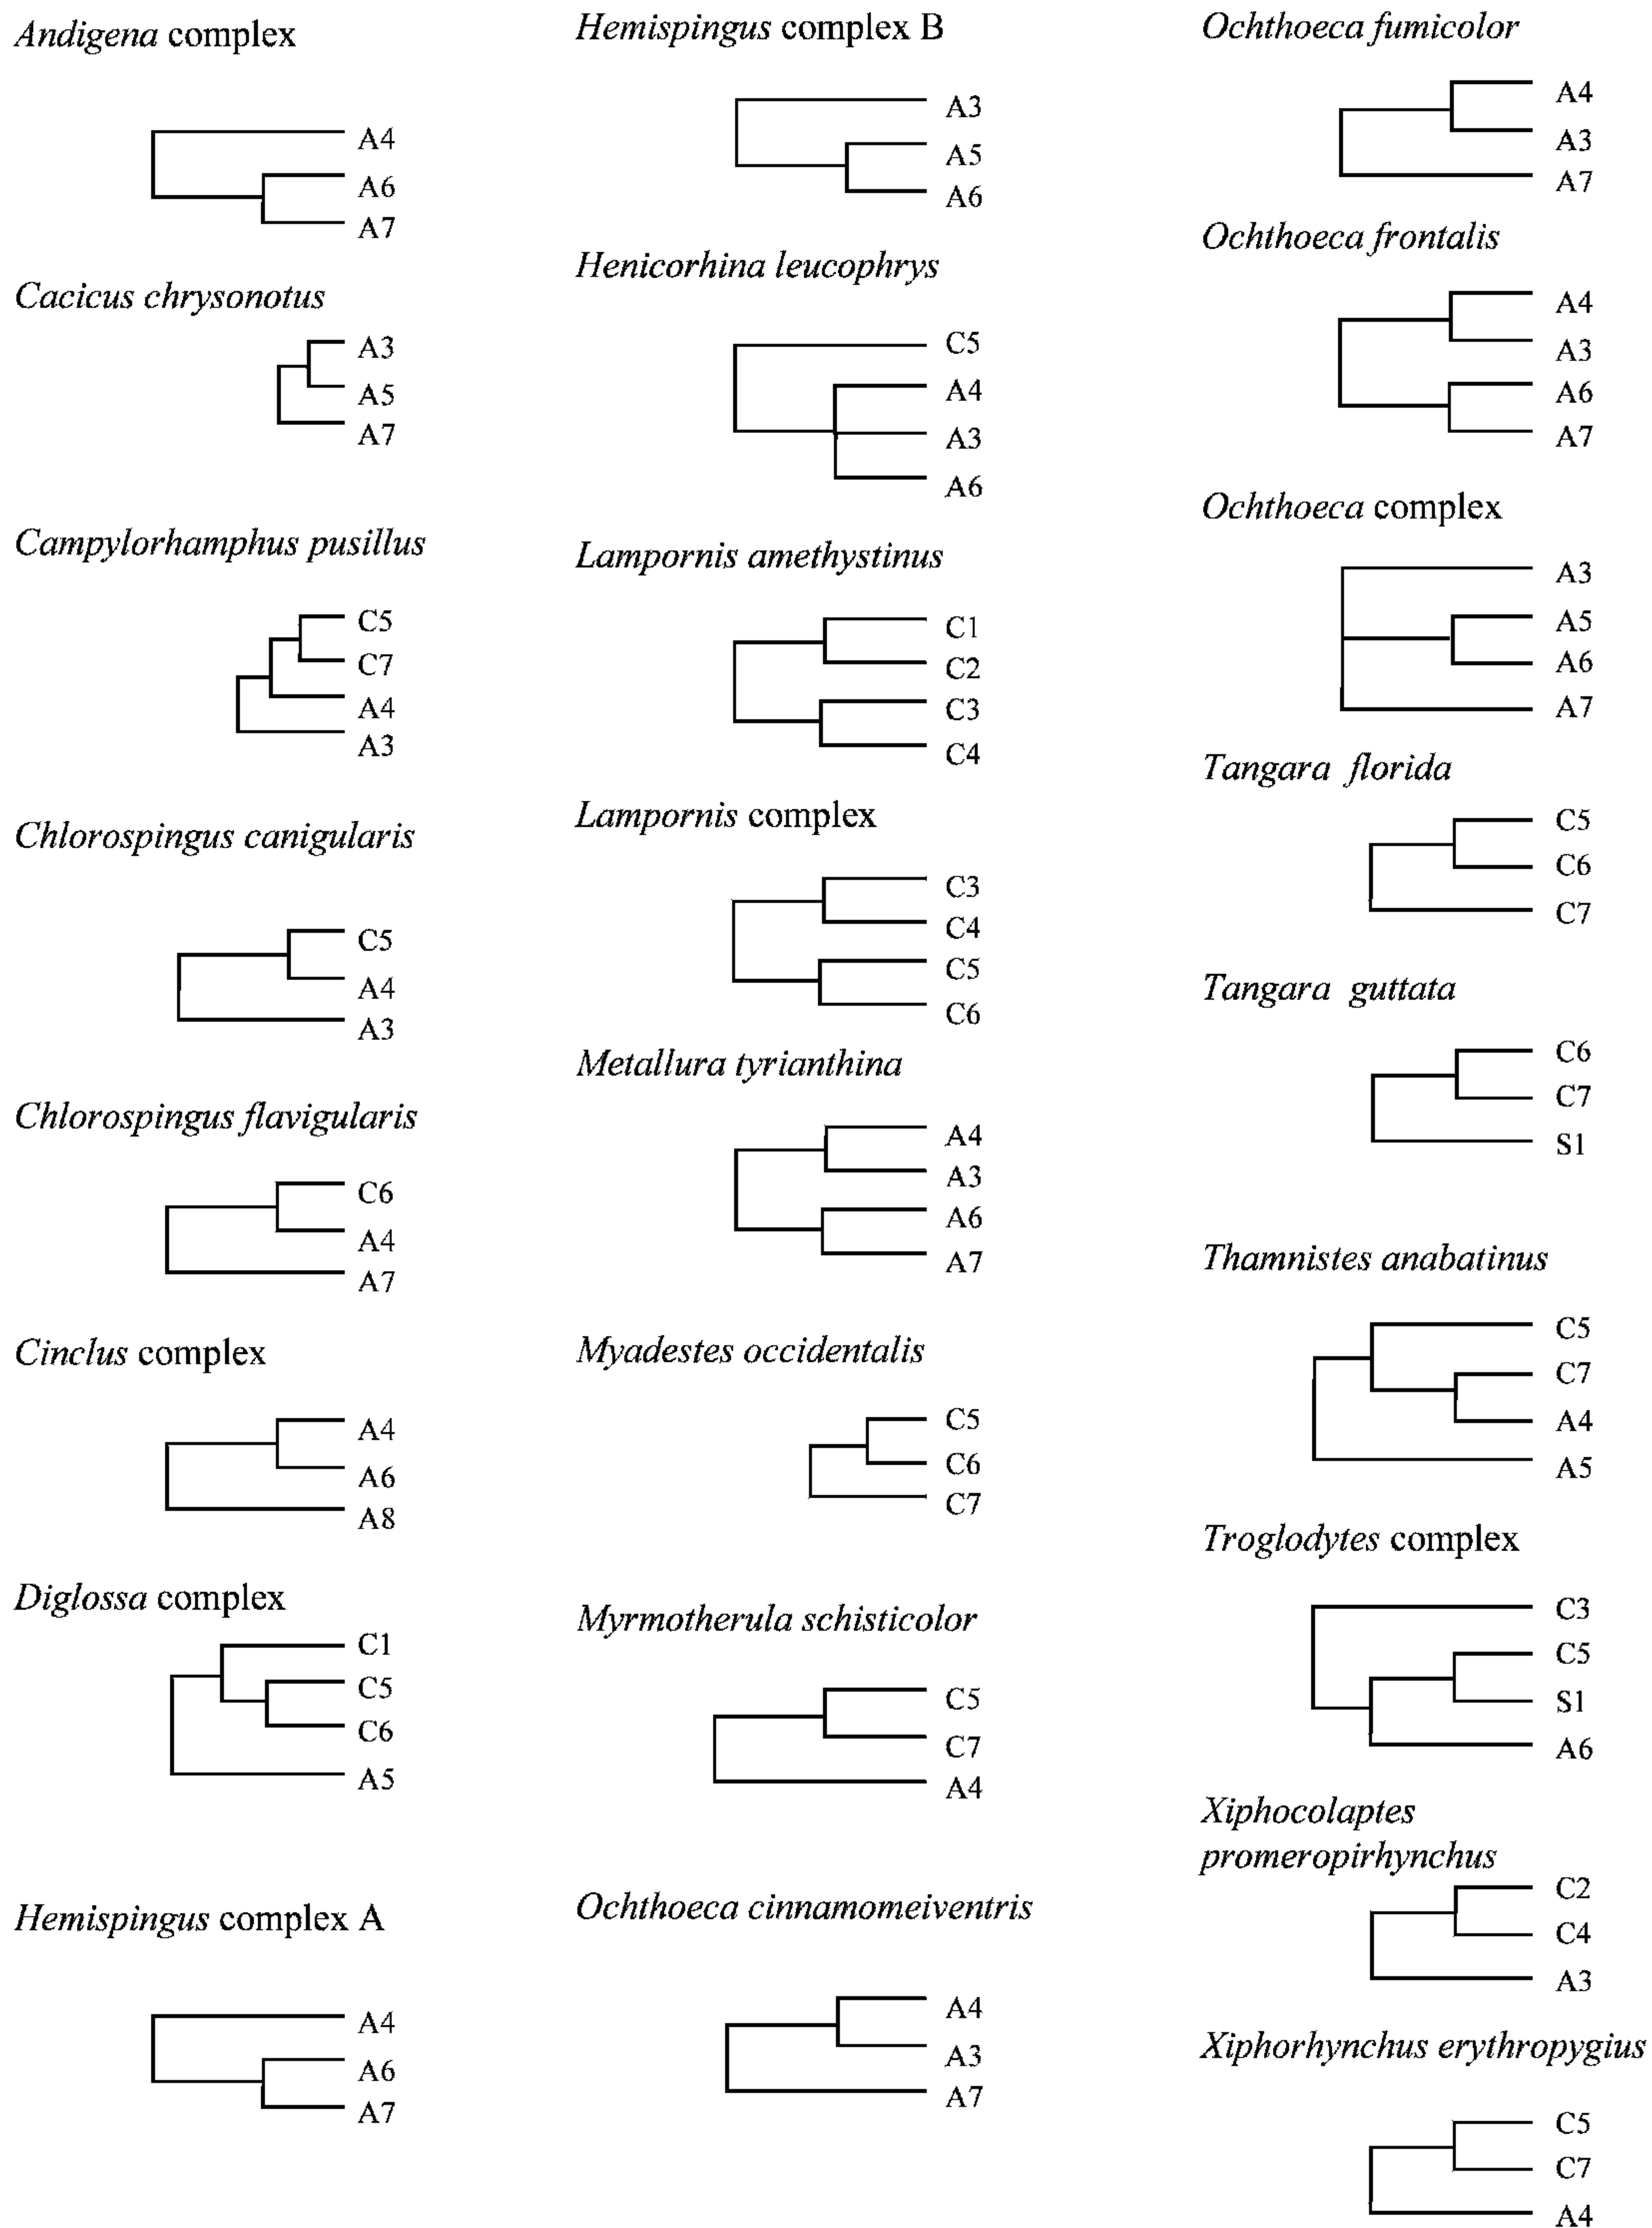 Andigena complex
A4
A6
A7
Cacicus chrysonotus
A3
A5
A7
Campylorhamphus pusillus
C5
C7
A4
A3
Chlorospingus canigularis
C5
A4
A3
Chlorospingus flavigularis
C6
A4
A7
Cinclus complex
A4
A6
A8
Diglossa complex
C1
C5
C6
A5
Hemispingus complex A
A4
A6
A7
Hemispingus complex B
A3
A5
A6
Henicorhina leucophrys
C5
A4
A3
A6
Lampornis amethystinus
C1
C2
C3
C4
Lampornis complex
C3
C4
C5
C6
Metallura tyrianthina
A4
A3
A6
A7
Myadestes occidentalis
C5
C6
C7
Myrmotherula schisticolor
C5
C7
A4
Ochthoeca cinnamomeiventris
A4
A3
A7
Ochthoeca fumicolor
A4
A3
A7
Ochthoeca frontalis
A4
A3
A6
A7
Ochthoeca complex
A3
A5
A6
A7
Tangara florida
C5
C6
C7
Tangara guttata
C6
C7
S1
Thamnistes anabatinus
C5
C7
A4
A5
Troglodytes complex
C3
C5
S1
A6
Xiphocolaptes
promeropirhynchus
C2
C4
A3
Xiphorhynchus erythropygius
C5
C7
A4